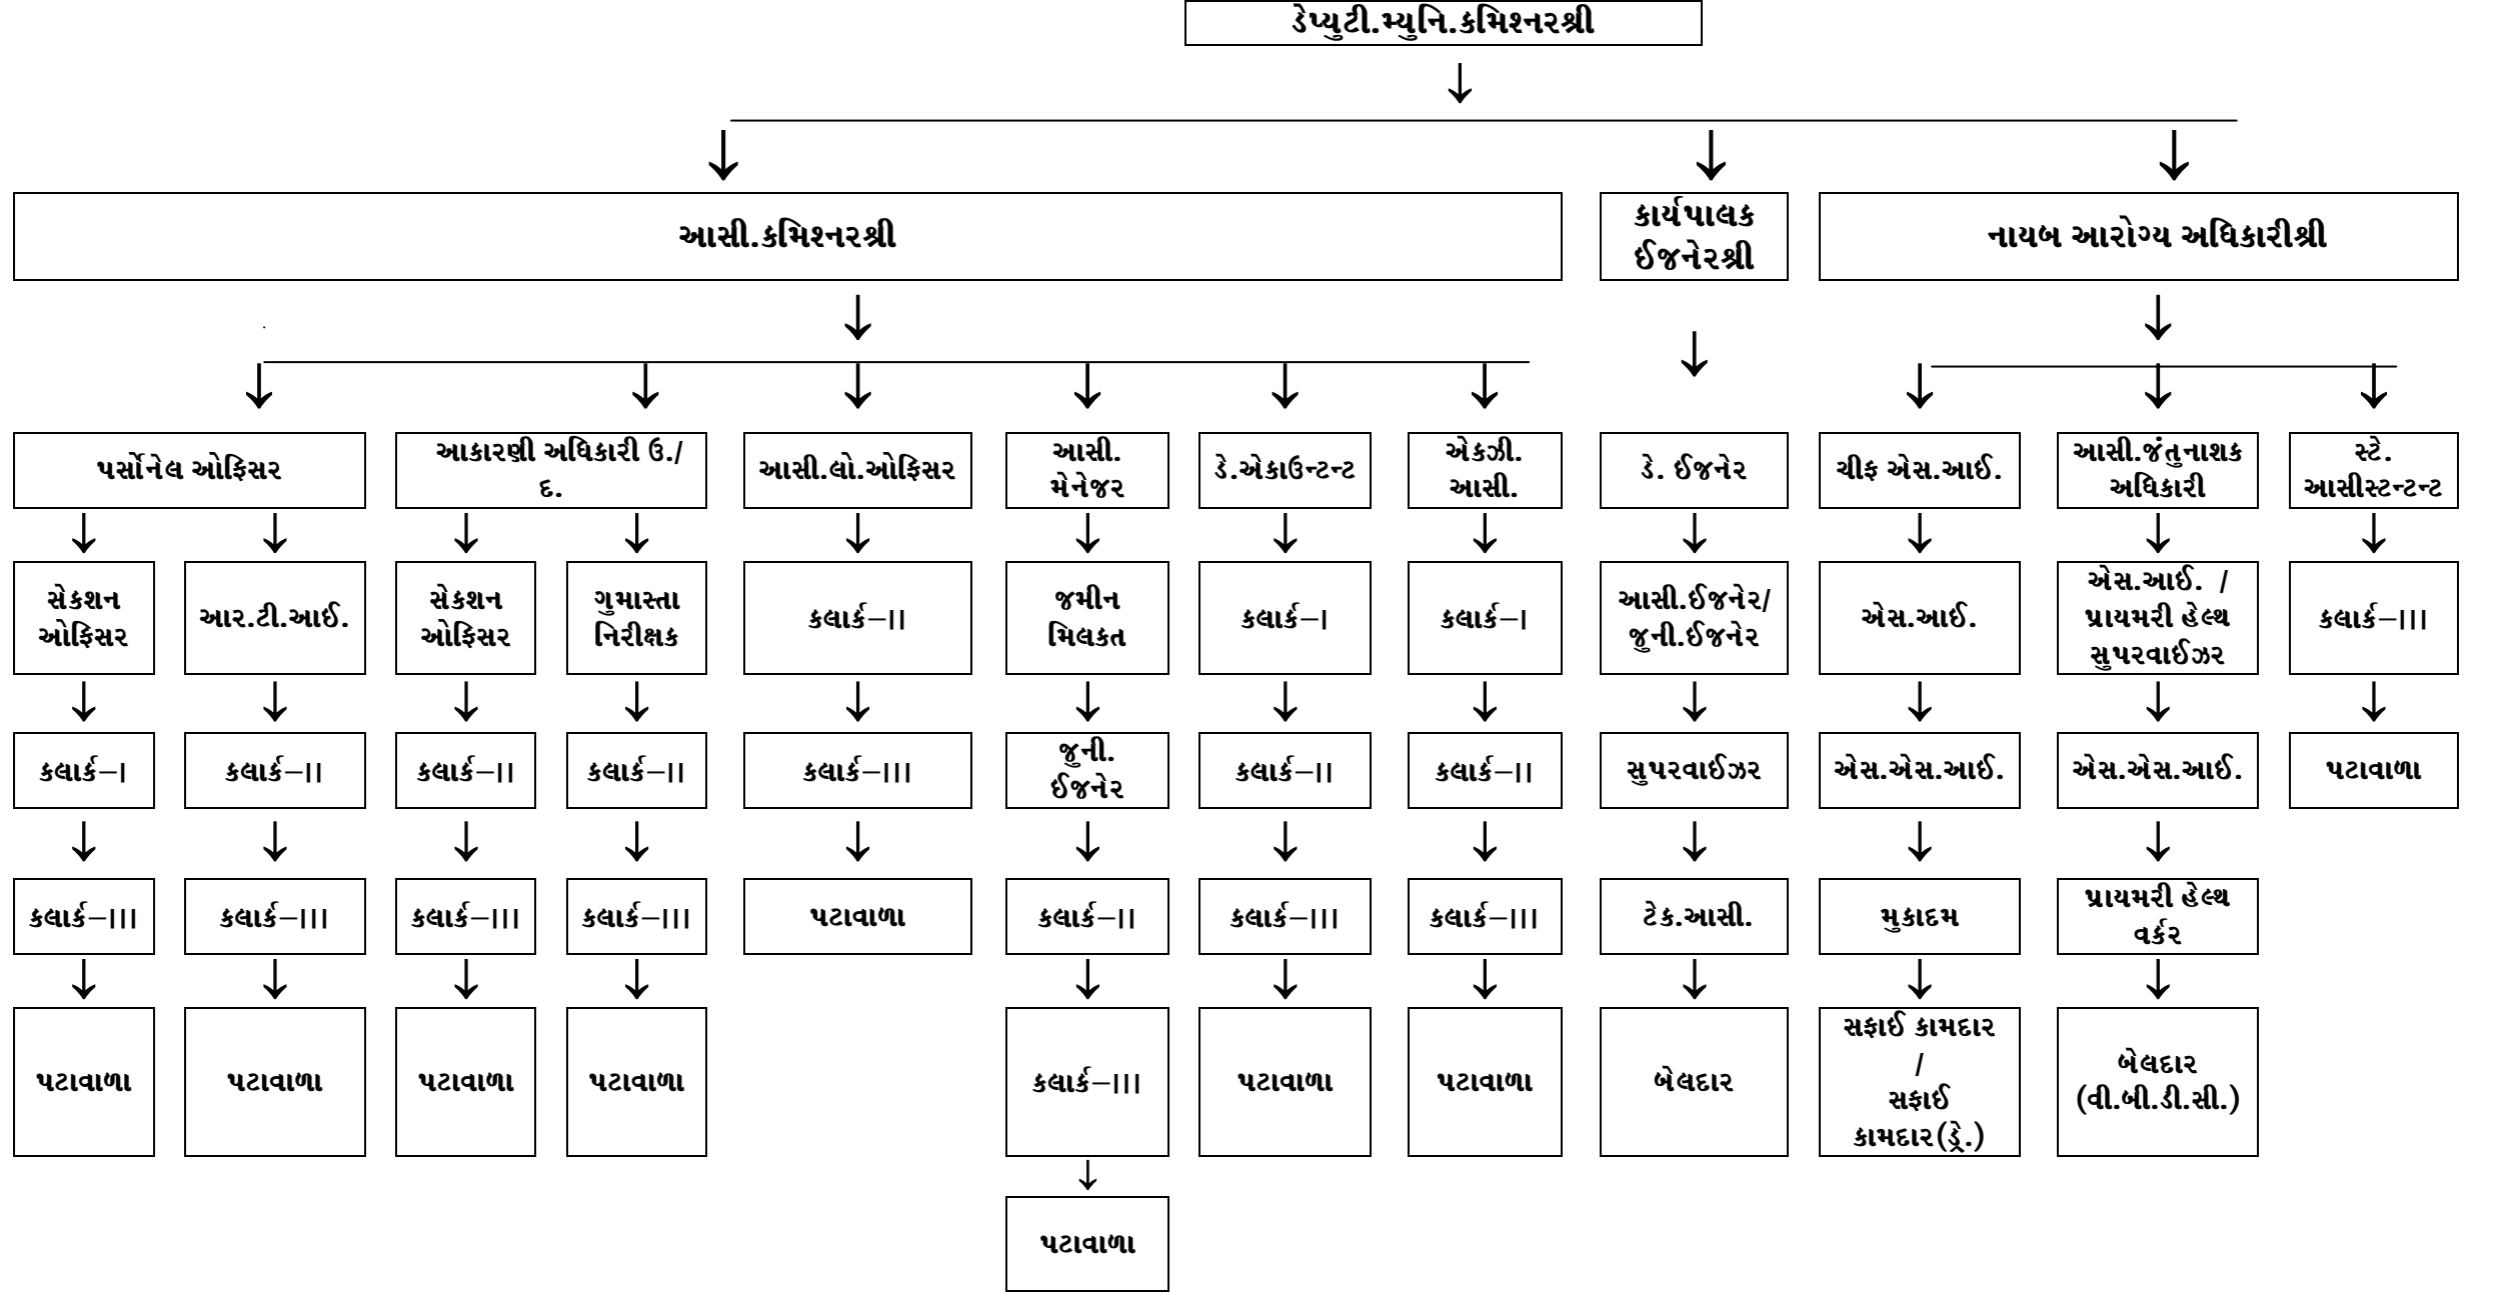 ડેપ્યુટી.મ્યુનિ.કમિશ્નરશ્રી
આસી.કમિશ્નરશ્રી
કાર્યપાલક
ઈજનેરશ્રી
નાયબ આરોગ્ય અધિકારીશ્રી
પર્સોનેલ ઓફિસર
આકારણી અધિકારી ઉ./
દ.
આસી.લો.ઓફિસર
આસી.
મેનેજર
ડે.એકાઉન્ટન્ટ
એકઝી.
આસી.
ડે. ઈજનેર
ચીફ એસ.આઈ.
આસી.જંતુનાશક
અધિકારી
સ્ટે.
આસીસ્ટન્ટન્ટ
સેકશન
ઓફિસર
આર.ટી.આઈ.
સેકશન
ઓફિસર
ગુમાસ્તા
નિરીક્ષક
કલાર્ક–II
જમીન
મિલકત
કલાર્ક–I
કલાર્ક–I
આસી.ઈજનેર/
જુની.ઈજનેર
એસ.આઈ.
એસ.આઈ. /
પ્રાયમરી હેલ્થ
સુપરવાઈઝર
કલાર્ક–III
કલાર્ક–I
કલાર્ક–II
કલાર્ક–II
કલાર્ક–II
કલાર્ક–III
જુની.
ઈજનેર
કલાર્ક–II
કલાર્ક–II
સુપરવાઈઝર
એસ.એસ.આઈ.
એસ.એસ.આઈ.
પટાવાળા
કલાર્ક–III
કલાર્ક–III
કલાર્ક–III
કલાર્ક–III
પટાવાળા
કલાર્ક–II
કલાર્ક–III
કલાર્ક–III
ટેક.આસી.
મુકાદમ
પ્રાયમરી હેલ્થ
વર્કર
પટાવાળા
પટાવાળા
પટાવાળા
પટાવાળા
કલાર્ક–III
પટાવાળા
પટાવાળા
બેલદાર
સફાઈ કામદાર
/
સફાઈ
કામદાર(ડ્રે.)
બેલદાર
(વી.બી.ડી.સી.)
પટાવાળા